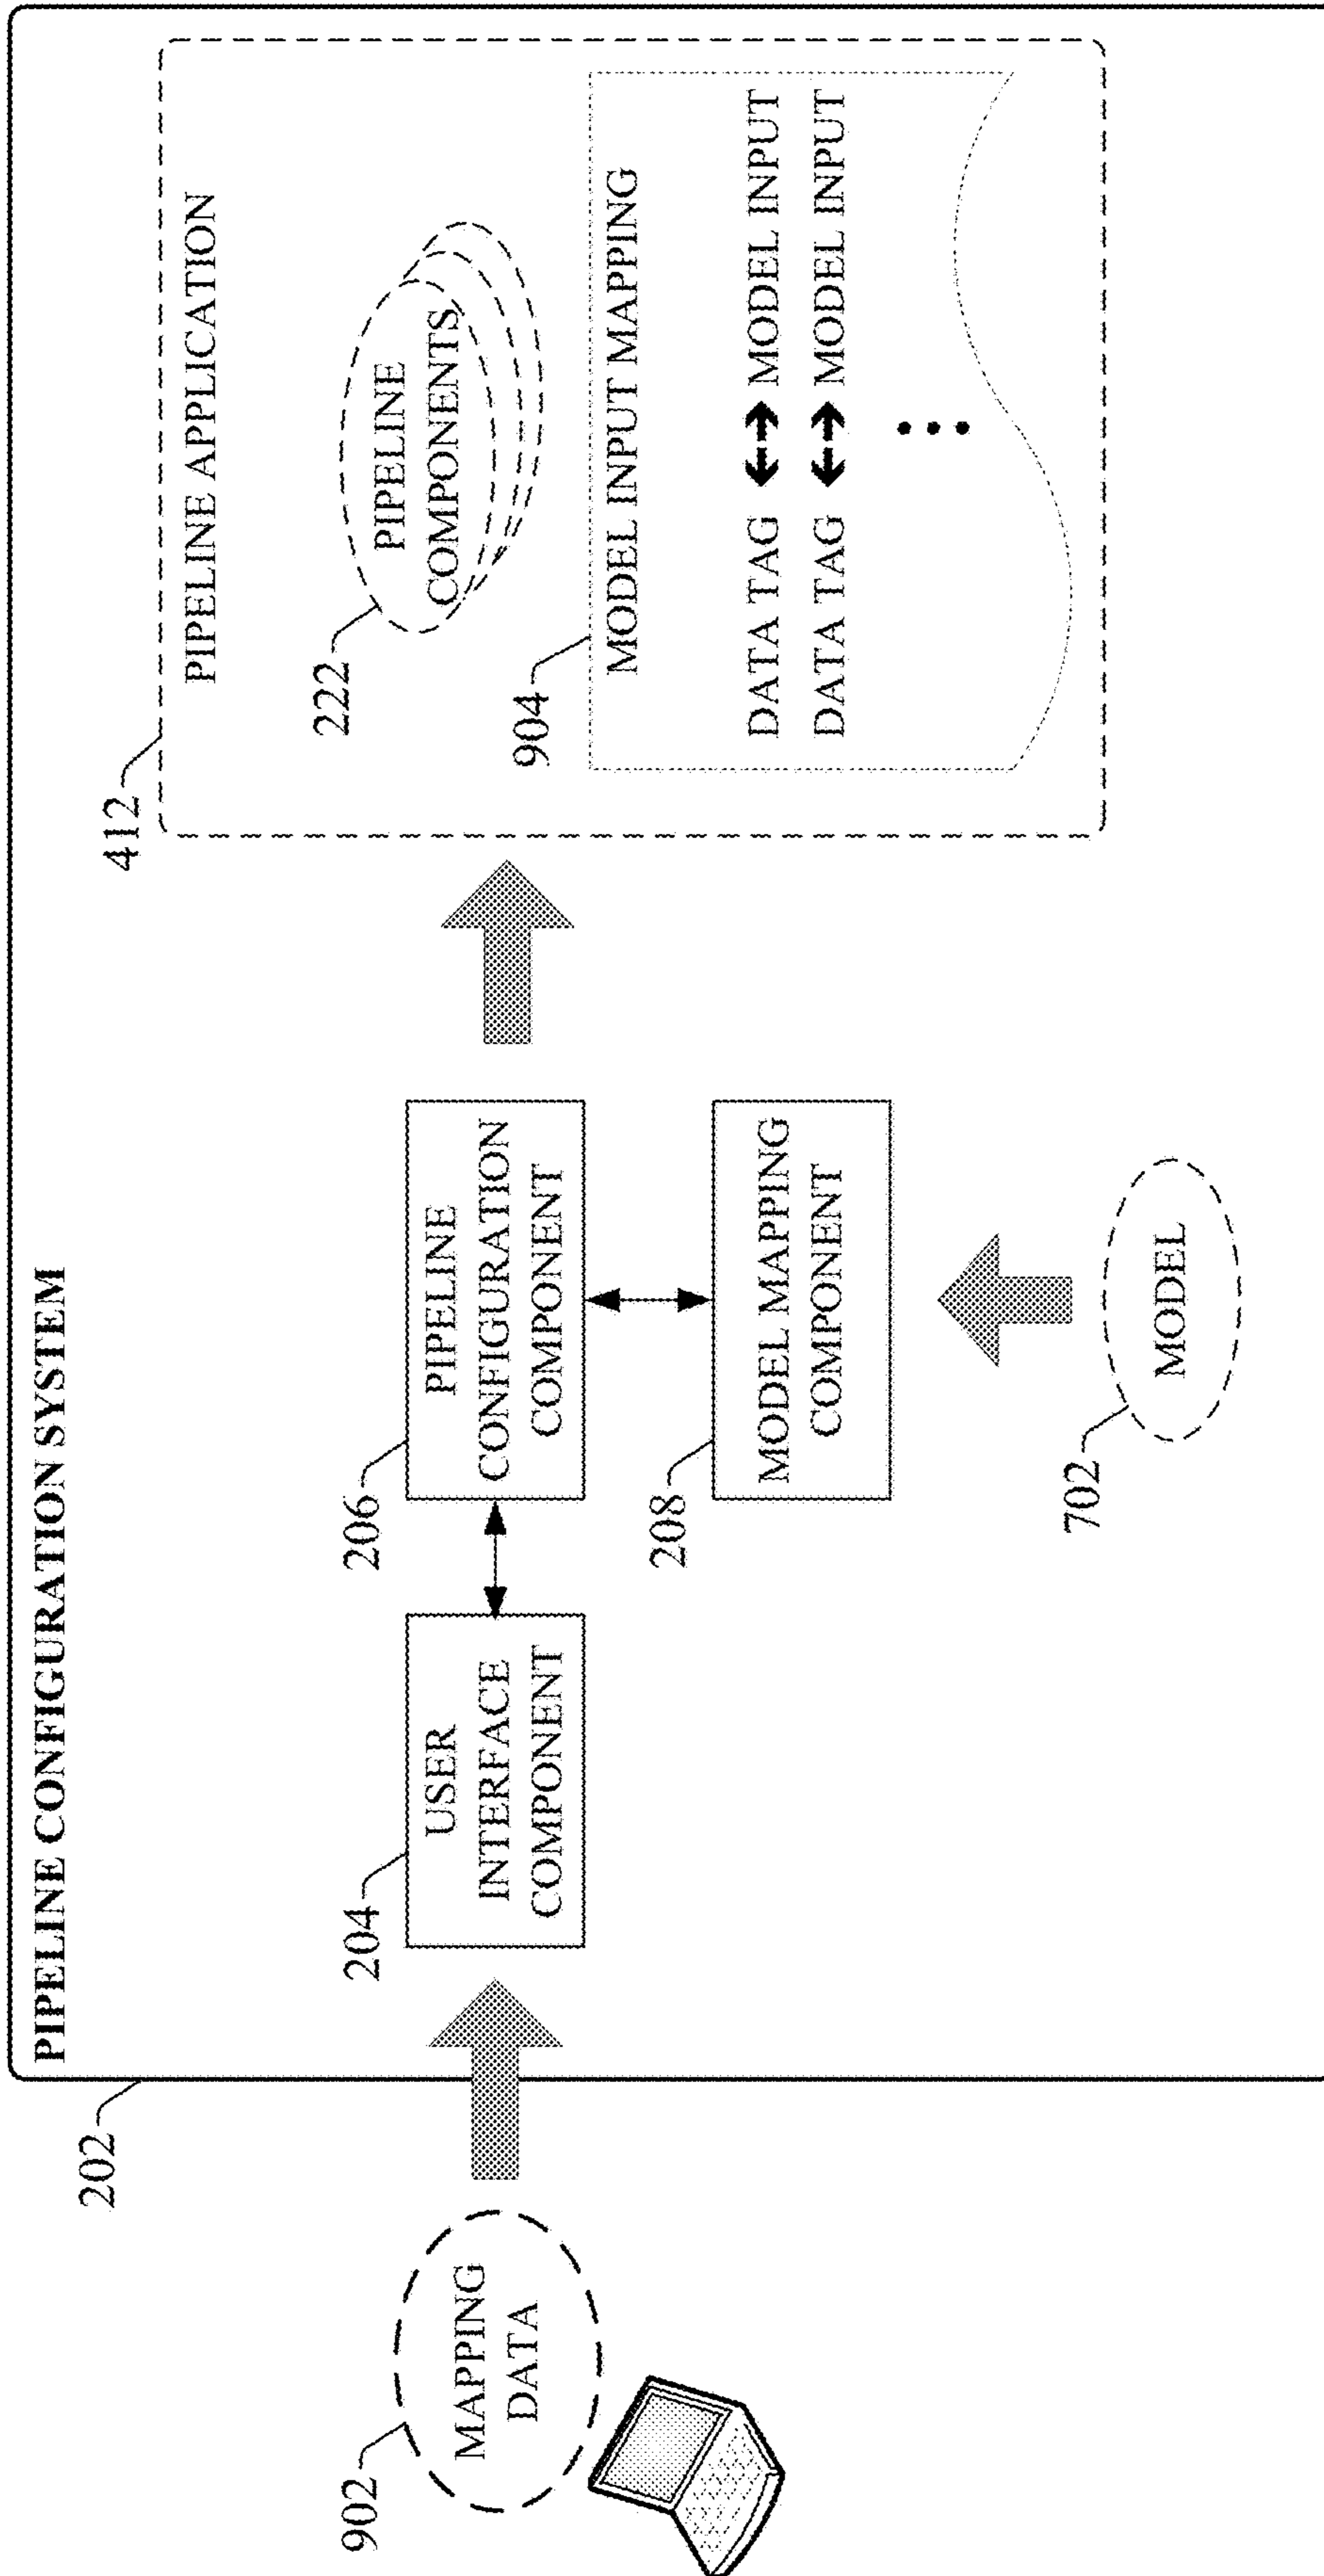 202
PIPELINE CONFIGURATION SYSTEM
412
PIPELINE APPLICATION
222
PIPELINE
COMPONENTS
904
MODEL INPUT MAPPING
DATA TAG MODEL INPUT
DATA TAG MODEL INPUT
902
MAPPING
DATA
204
USER
INTERFACE
COMPONENT
206
PIPELINE
CONFIGURATION
COMPONENT
208
MODEL MAPPING
COMPONENT
702
MODEL